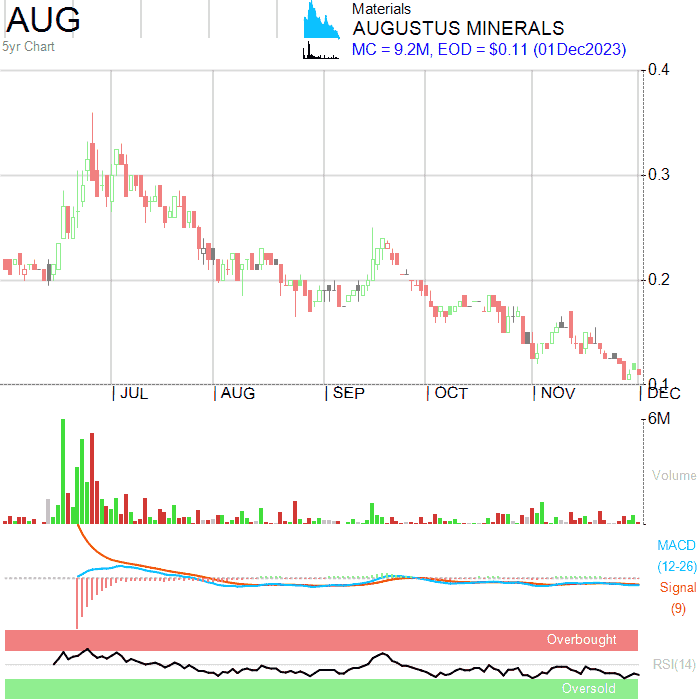 AUG
5yr Chart
Materials
AUGUSTUS MINERALS
MC = 9.2M, EOD = $0.11 (01Dec2023)
0.4
0.3
0.2
0.1
JUL
AUG
SEP
OCT
NOV
DEC
6M
Volume
MACD
(12-26)
Signal
(9)
Overbought
RSI(14)
Oversold